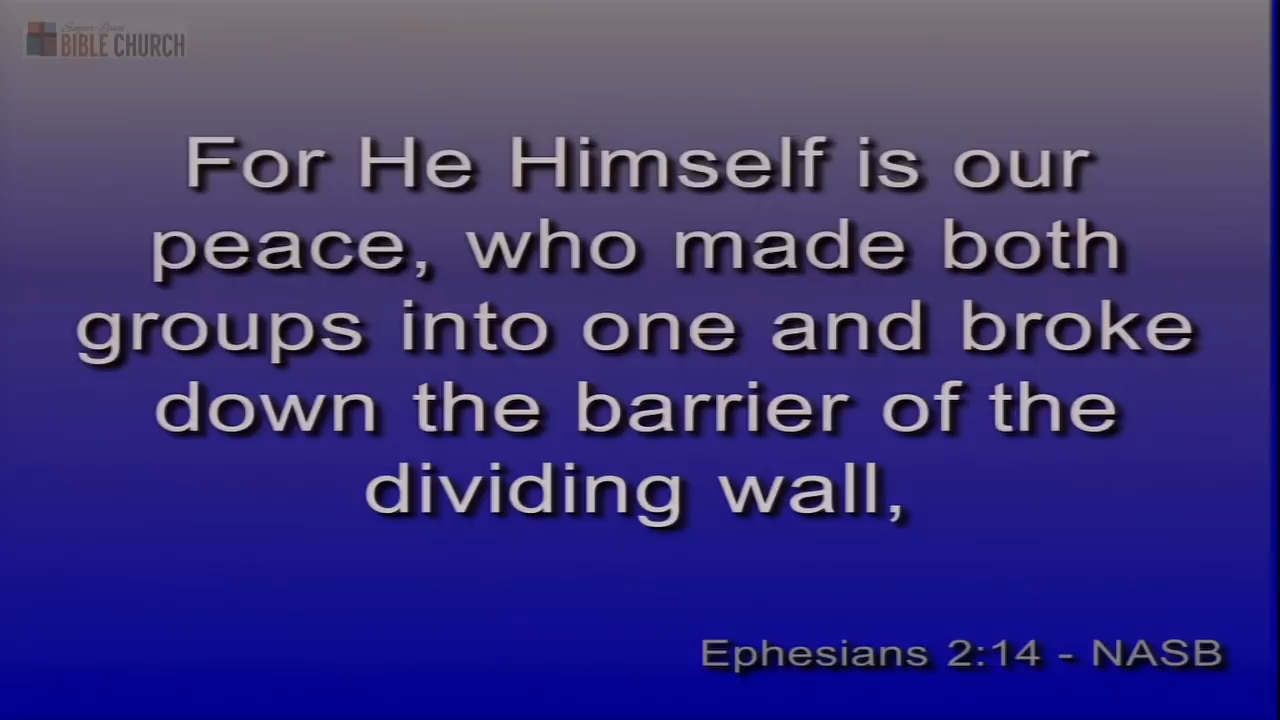 BIBLE CHURCH
For He Himself is our
peace, who made both
groups into one and broke
down the barrier of the
dividing wall,
Ephesians 2:14 - NASB